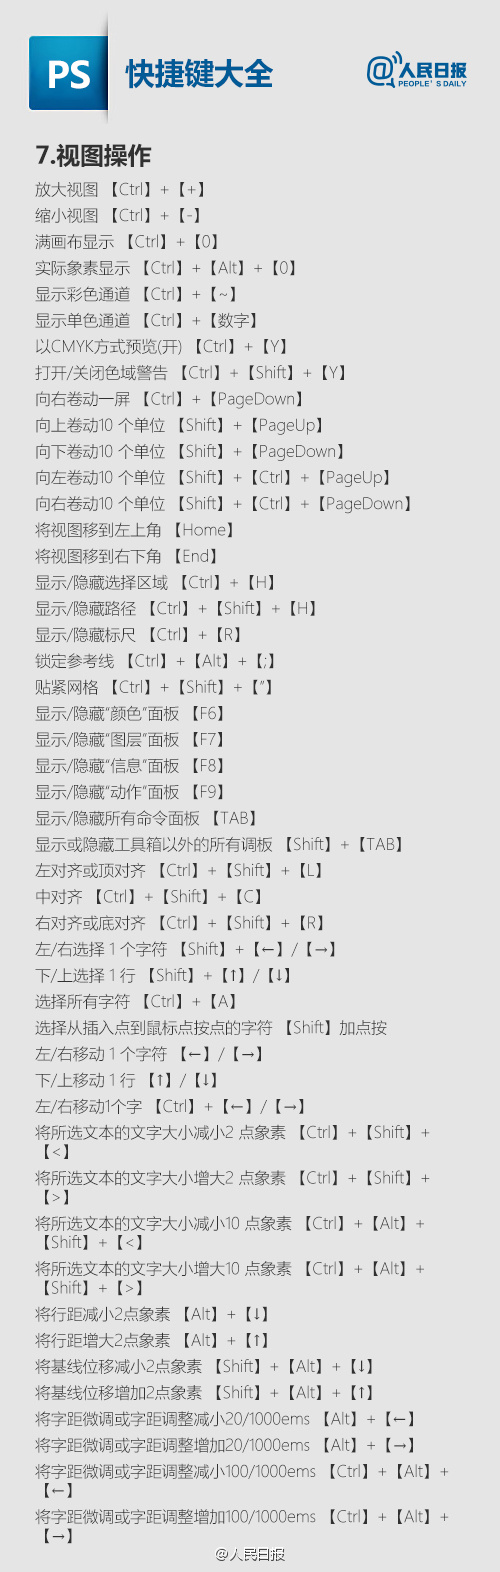 PS
快捷键大全
@人民日报
PEOPLE'S DAILY
7.视图操作
放大视图 【Ctrl】+【+】
缩小视图 【Ctrl】+【-】
满画布显示 【Ctrl】+【0】
实际象素显示 【Ctrl】+【Alt】+【0】
显示彩色通道 【Ctrl】+【~】
显示单色通道 【Ctrl】+【数字】
以CMYK方式预览(开) 【Ctrl】+【Y】
打开/关闭色域警告 【Ctrl】+【Shift】+【Y】
向右卷动一屏 【Ctrl】+【PageDown】
向上卷动10 个单位 【Shift】+【PageUp】
向下卷动10 个单位 【Shift】+【PageDown】
向左卷动10 个单位 【Shift】+【Ctrl】+【PageUp】
向右卷动10 个单位 【Shift】+【Ctrl】+【PageDown】
将视图移到左上角 【Home】
将视图移到右下角 【End】
显示/隐藏选择区域 【Ctrl】+【H】
显示/隐藏路径 【Ctrl】+【Shift】+【H】
显示/隐藏标尺 【Ctrl】+【R】
锁定参考线 【Ctrl】+【Alt】+【;】
贴紧网格 【Ctrl】+【Shift】+【”】
显示/隐藏“颜色”面板 【F6】
显示/隐藏“图层”面板 【F7】
显示/隐藏“信息”面板 【F8】
显示/隐藏“动作”面板 【F9】
显示/隐藏所有命令面板 【TAB】
显示或隐藏工具箱以外的所有调板 【Shift】+【TAB】
左对齐或顶对齐 【Ctrl】+【Shift】+【L】
中对齐 【Ctrl】+【Shift】+【C】
右对齐或底对齐 【Ctrl】+【Shift】+【R】
左/右选择 1 个字符 【Shift】+【←】/【→】
下/上选择 1 行 【Shift】+【↑】/【↓】
选择所有字符 【Ctrl】+【A】
选择从插入点到鼠标点按点的字符 【Shift】加点按
左/右移动 1 个字符 【←】/【→】
下/上移动 1 行 【↑】/【↓】
左/右移动1个字 【Ctrl】+【←】/【→】
将所选文本的文字大小减小2 点象素 【Ctrl】+【Shift】+
【<】
将所选文本的文字大小增大2 点象素 【Ctrl】+【Shift】+
【>】
将所选文本的文字大小减小10 点象素 【Ctrl】+【Alt】+
【Shift】+【<】
将所选文本的文字大小增大10 点象素 【Ctrl】+【Alt】+
【Shift】+【>】
将行距减小2点象素 【Alt】+【↓】
将行距增大2点象素 【Alt】+【↑】
将基线位移减小2点象素 【Shift】+【Alt】+【↓】
将基线位移增加2点象素 【Shift】+【Alt】+【↑】
将字距微调或字距调整减小20/1000ems 【Alt】+【←】
将字距微调或字距调整增加20/1000ems 【Alt】+【→】
将字距微调或字距调整减小100/1000ems 【Ctrl】+【Alt】+
【←】
将字距微调或字距调整增加100/1000ems 【Ctrl】+【Alt】+
【→】
@人民日报